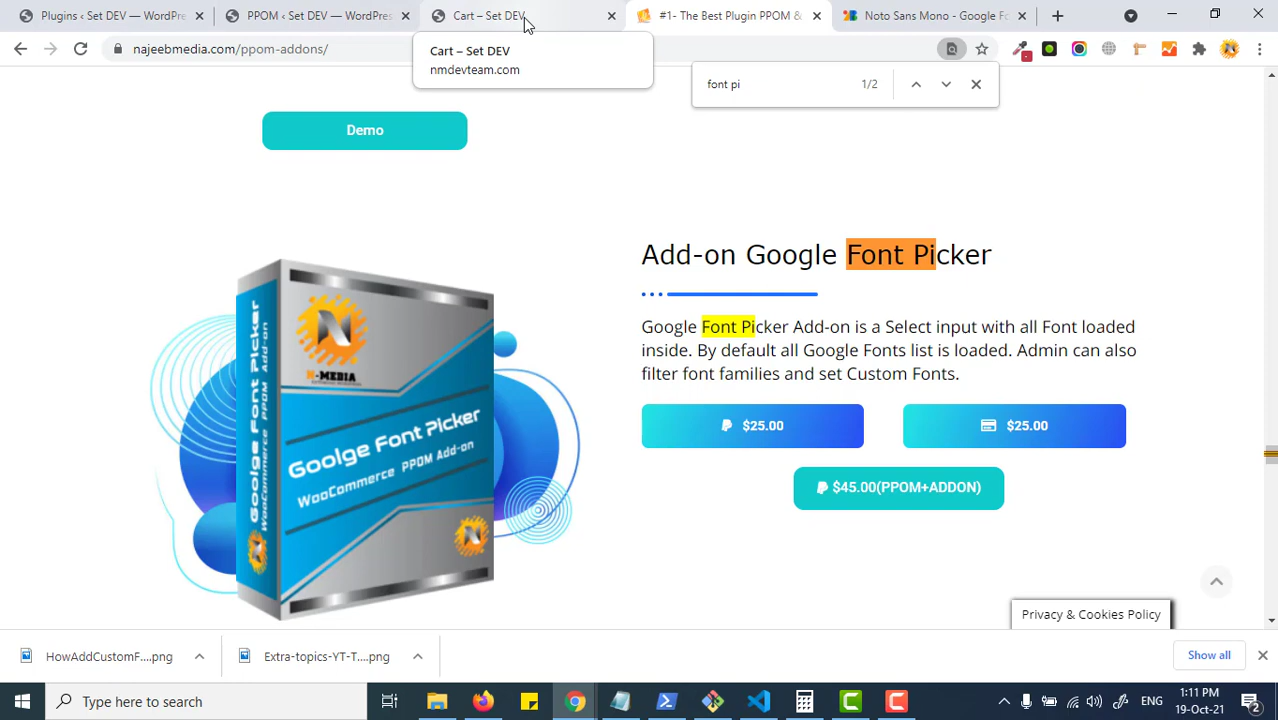 Plugins ‹ Set DEV — WordPre
PPOM ‹ Set DEV — WordPres
Cart – Set DEV
#1- The Best Plugin PPOM &
Noto Sans Mono - Google Fo
najeebmedia.com/ppom-addons/
Cart – Set DEV
nmdevteam.com
font pi
1/2
Demo
Add-on Google Font Picker
Google Font Picker Add-on is a Select input with all Font loaded
inside. By default all Google Fonts list is loaded. Admin can also
filter font families and set Custom Fonts.
$25.00
$25.00
$45.00(PPOM+ADDON)
N-MEDIA
Goolge Font Picker
WooCommerce PPOM Add-on
Goolge Font Picker
WooCommerce PPOM Add-on
Privacy & Cookies Policy
HowAddCustomF....png
Extra-topics-YT-T....png
Show all
Type here to search
ENG
1:11 PM
19-Oct-21
2